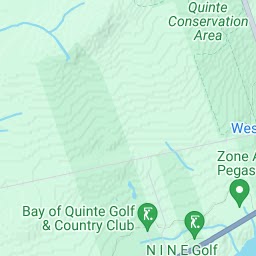 Quinte
Conservation
Area
Wes
Zone A
Pegas
Bay of Quinte Golf
& Country Club
N I N E Golf